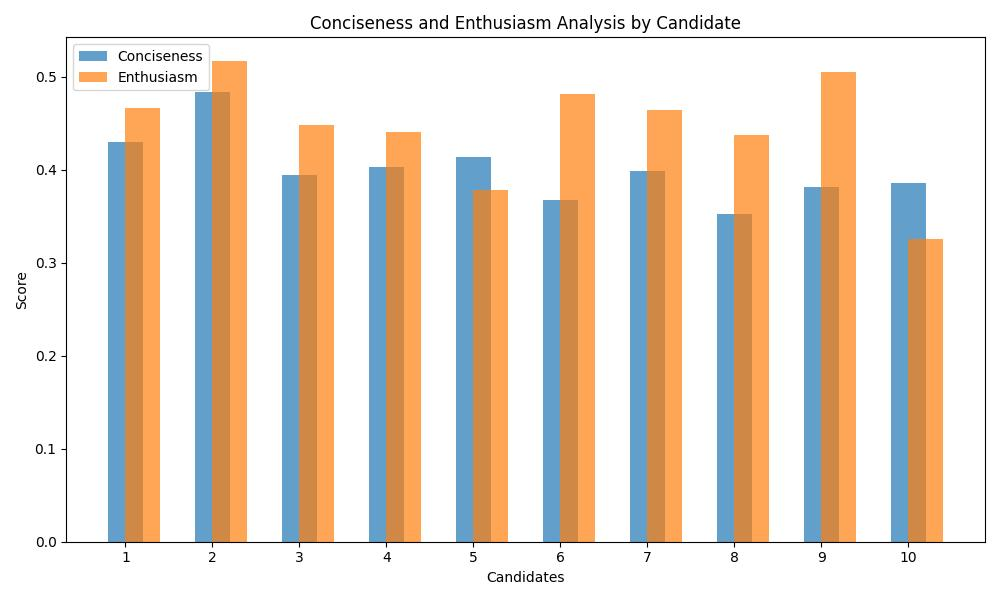 Conciseness and Enthusiasm Analysis by Candidate
Conciseness
Enthusiasm
Score
0.5
0.4
0.3
0.2
0.1
0.0
1 2 3 4 5 6 7 8 9 10
Candidates